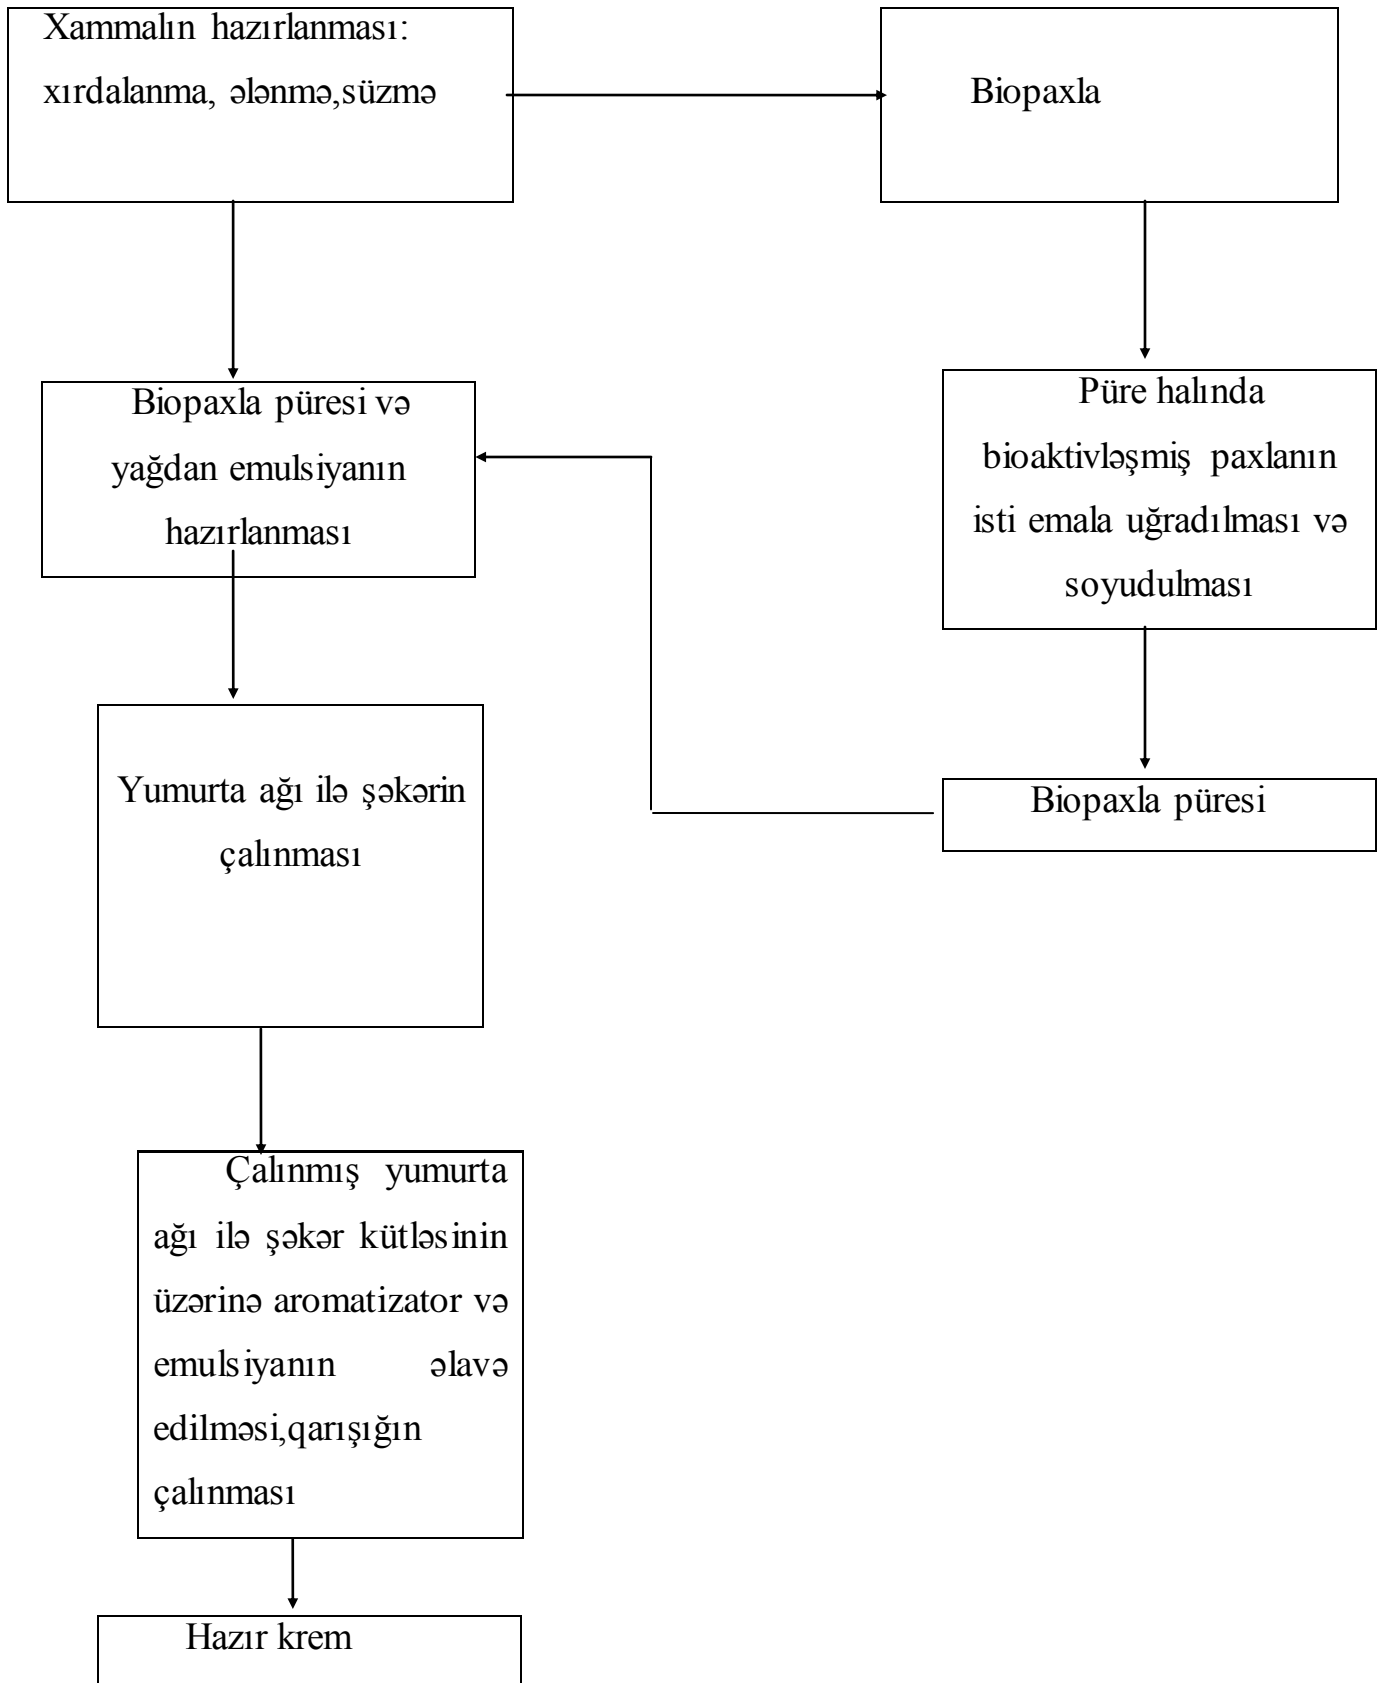 Xammalın hazırlanması:
xırdalanma, ələnmə,süzmə
Biopaxla
Biopaxla püresi və
yağdan emulsiyanın
hazırlanması
Püre halında
bioaktivləşmiş paxlanın
isti emala uğradılması və
soyudulması
Yumurta ağı ilə şəkərin
çalınması
Biopaxla püresi
Çalınmış yumurta
ağı ilə şəkər kütləsinin
üzərinə aromatizator və
emulsiyanın əlavə
edilməsi,qarışığın
çalınması
Hazır krem